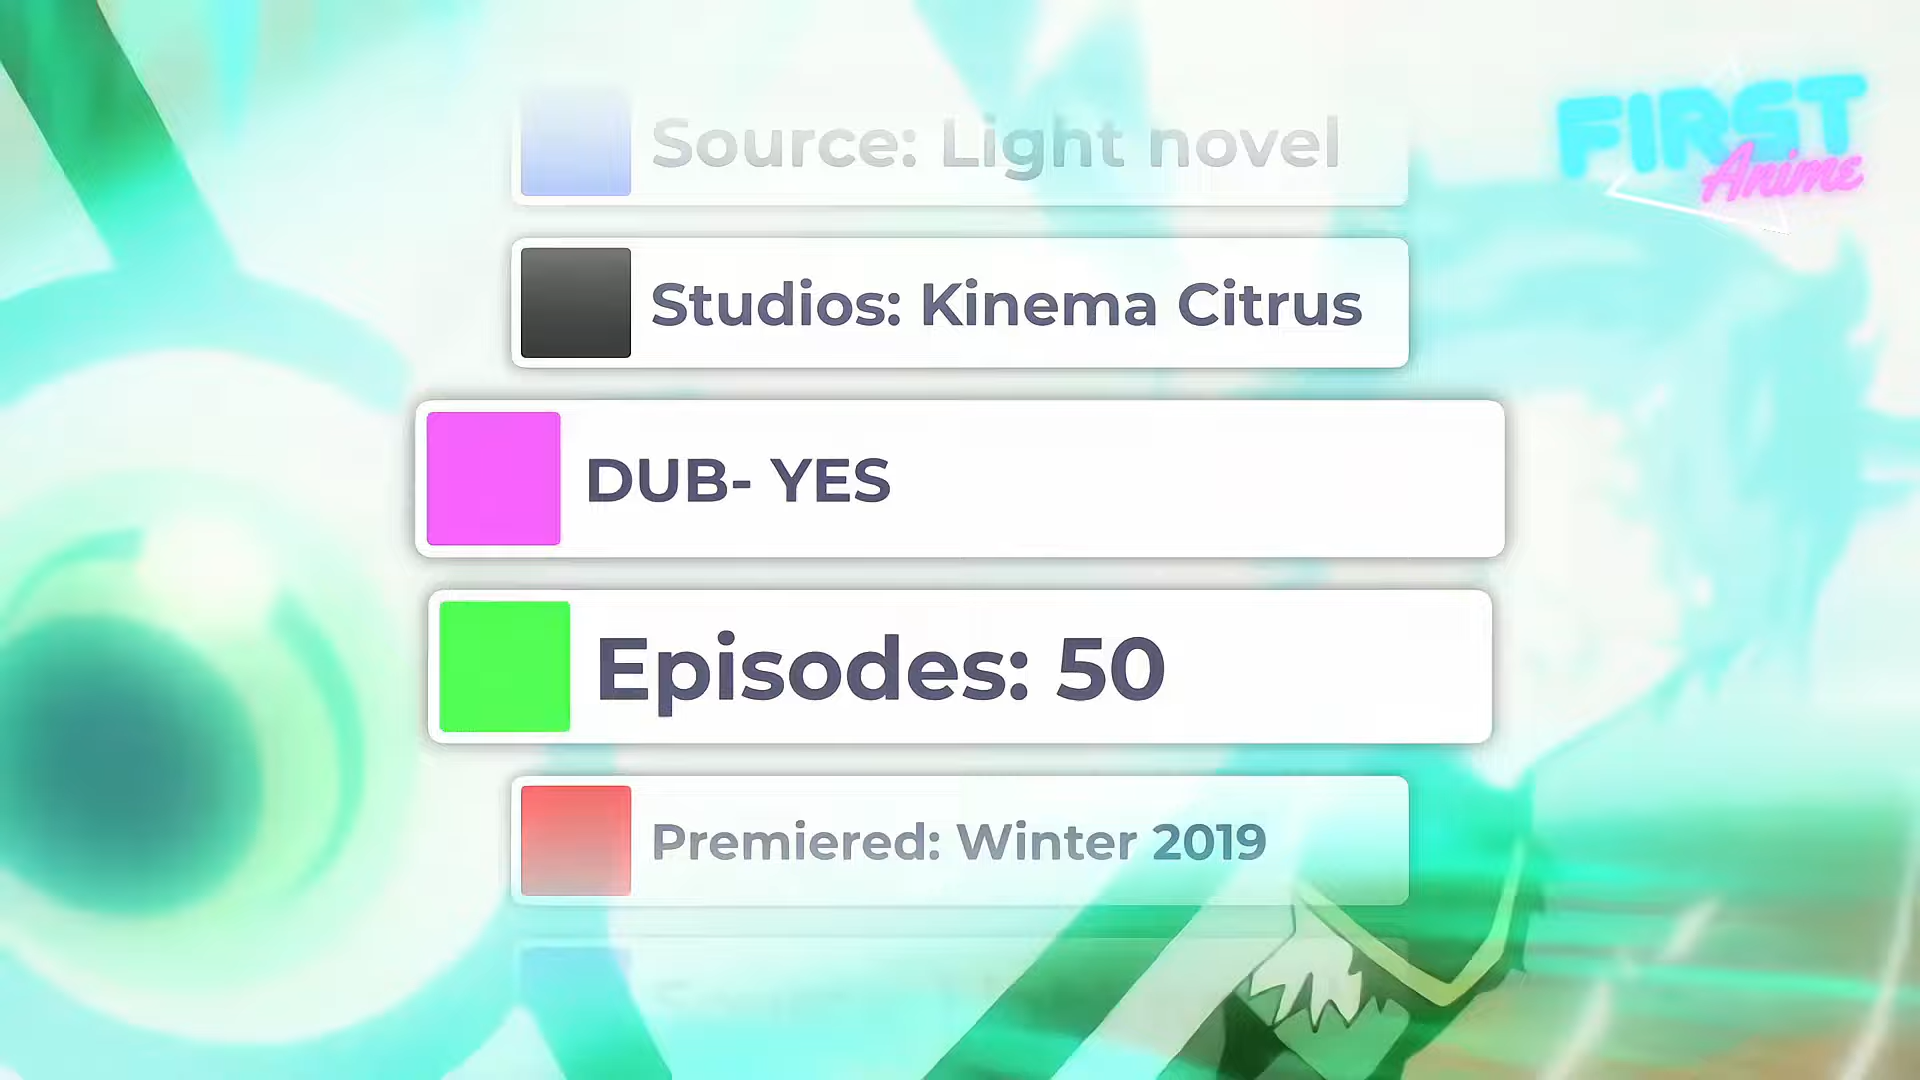 FIRST
Anime
Source: Light novel
Studios: Kinema Citrus
DUB- YES
Episodes: 50
Premiered: Winter 2019